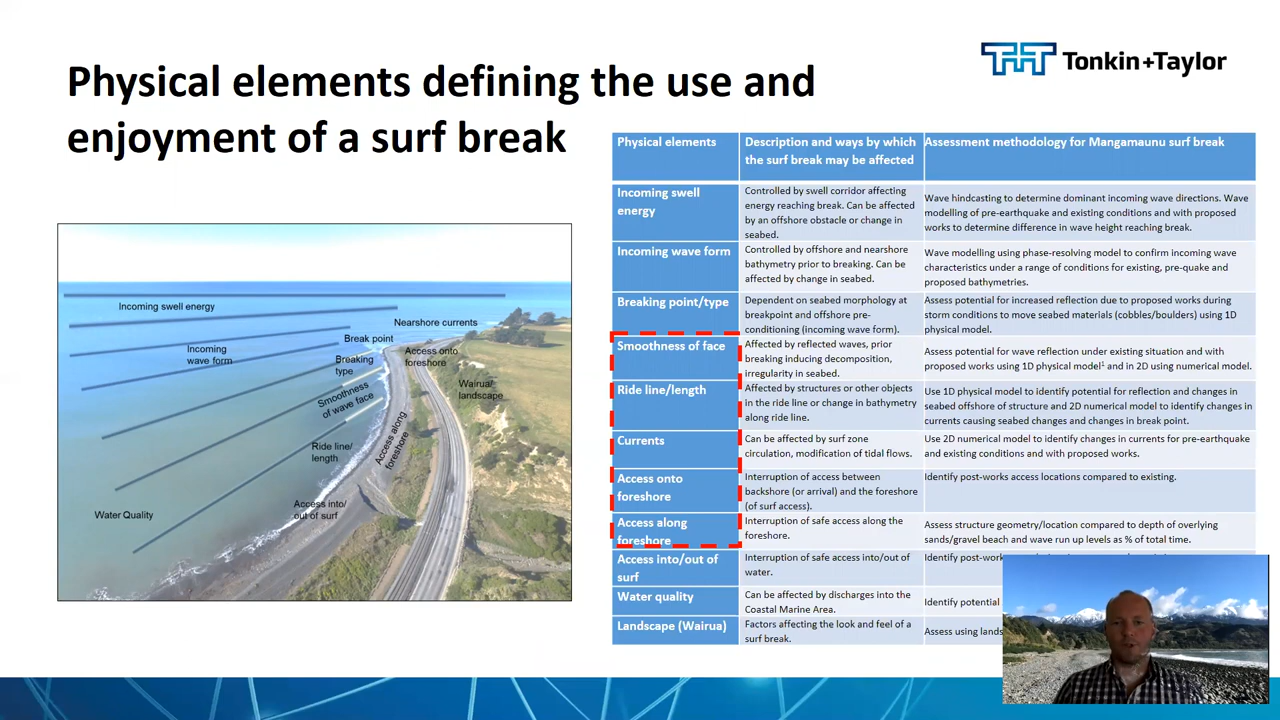 Physical elements defining the use and
enjoyment of a surf break
Tonkin+Taylor
Incoming swell energy
Nearshore currents
Break point
Incoming
wave form
Breaking
type
Access onto
foreshore
Wairua/
landscape
Smoothness
of wave face
Access along
foreshore
Ride line/
length
Access into/
out of surf
Water Quality
Physical elements
Description and ways by which
the surf break may be affected
Assessment methodology for Mangamaunu surf break
Incoming swell
energy
Controlled by swell corridor affecting
energy reaching break. Can be affected
by an offshore obstacle or change in
seabed.
Wave hindcasting to determine dominant incoming wave directions. Wave
modelling of pre-earthquake and existing conditions and with proposed
works to determine difference in wave height reaching break.
Incoming wave form
Controlled by offshore and nearshore
bathymetry prior to breaking. Can be
affected by change in seabed.
Wave modelling using phase-resolving model to confirm incoming wave
characteristics under a range of conditions for existing, pre-quake and
proposed bathymetries.
Breaking point/type
Dependent on seabed morphology at
breakpoint and offshore pre-
conditioning (incoming wave form).
Assess potential for increased reflection due to proposed works during
storm conditions to move seabed materials (cobbles/boulders) using 1D
physical model.
Smoothness of face
Affected by reflected waves, prior
breaking inducing decomposition,
irregularity in seabed.
Assess potential for wave reflection under existing situation and with
proposed works using 1D physical model¹ and in 2D using numerical model.
Ride line/length
Affected by structures or other objects
in the ride line or change in bathymetry
along ride line.
Use 1D physical model to identify potential for reflection and changes in
seabed offshore of structure and 2D numerical model to identify changes in
currents causing seabed changes and changes in break point.
Currents
Can be affected by surf zone
circulation, modification of tidal flows.
Use 2D numerical model to identify changes in currents for pre-earthquake
and existing conditions and with proposed works.
Access onto
foreshore
Interruption of access between
backshore (or arrival) and the foreshore
(of surf access).
Identify post-works access locations compared to existing.
Access along
foreshore
Interruption of safe access along the
foreshore.
Assess structure geometry/location compared to depth of overlying
sands/gravel beach and wave run up levels as % of total time.
Access into/out of
surf
Interruption of safe access into/out of
water.
Identify post-work
Water quality
Can be affected by discharges into the
Coastal Marine Area.
Identify potential
Landscape (Wairua)
Factors affecting the look and feel of a
surf break.
Assess using lands